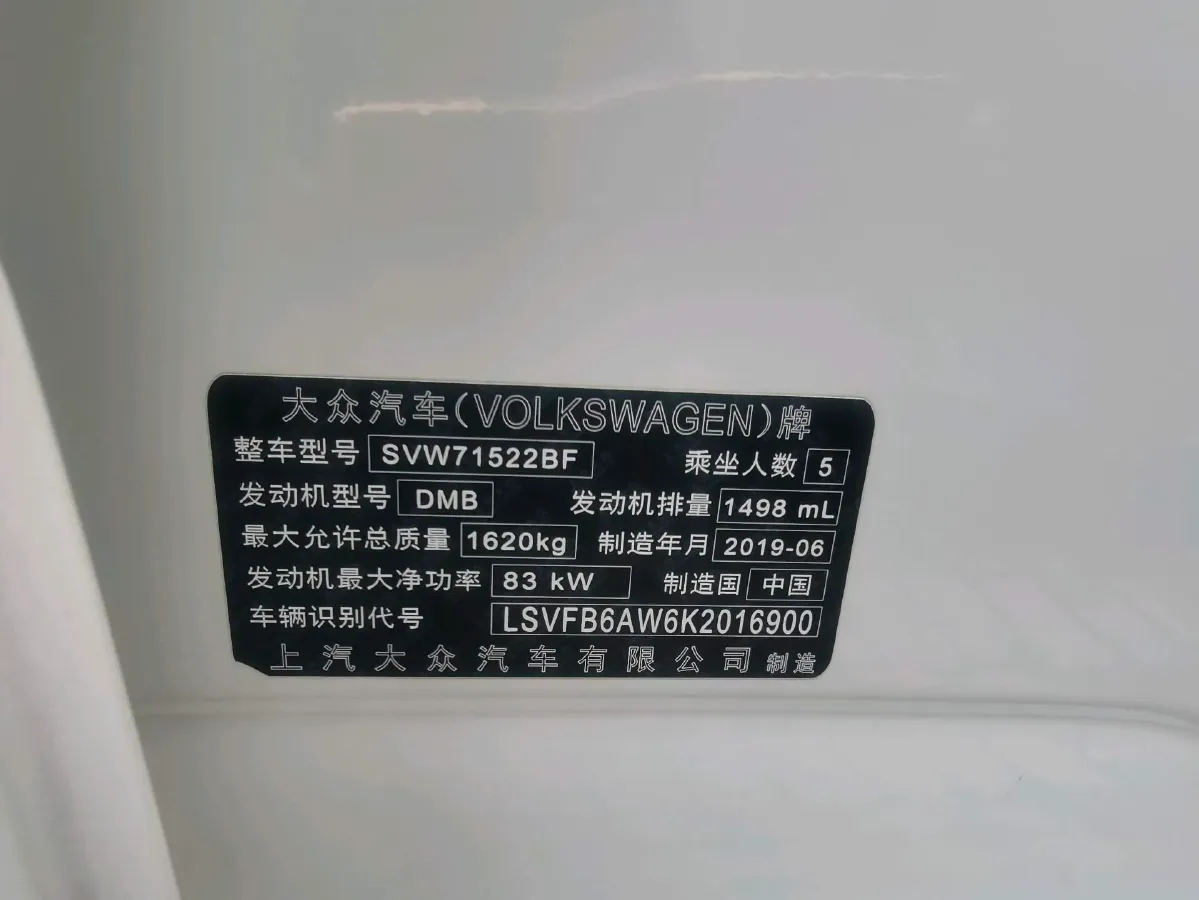 大众汽车(VOLKSWAGEN)牌
整车型号 SVW71522BF 乘坐人数 5
发动机型号 DMB 发动机排量 1498 mL
最大允许总质量 1620kg 制造年月 2019-06
发动机最大净功率 83 kW 制造国 中国
车辆识别代号 LSVFB6AW6K2016900
上汽大众汽车有限公司 制造